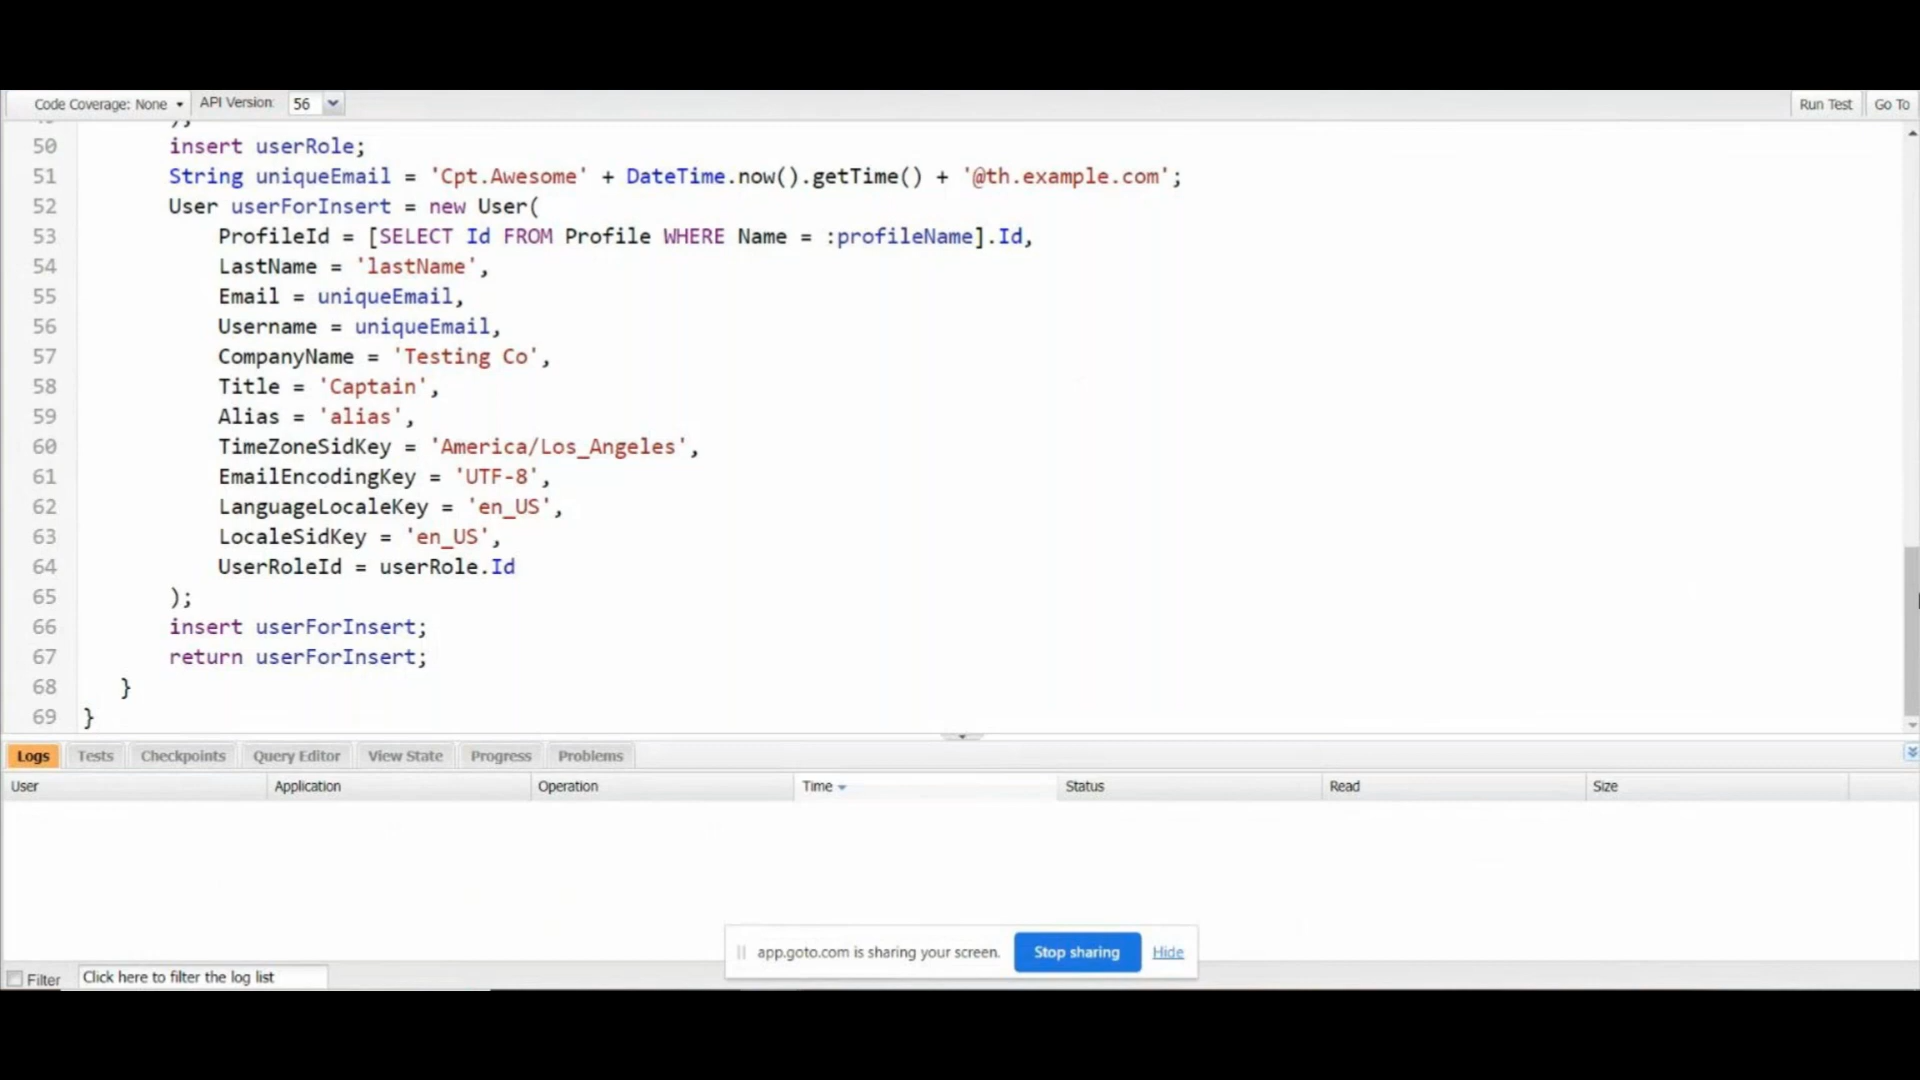 Code Coverage: None API Version: 56 Run Test Go To
50 insert userRole;
51 String uniqueEmail = 'Cpt.Awesome' + DateTime.now().getTime() + '@th.example.com';
52 User userForInsert = new User(
53 ProfileId = [SELECT Id FROM Profile WHERE Name = :profileName].Id,
54 LastName = 'lastName',
55 Email = uniqueEmail,
56 Username = uniqueEmail,
57 CompanyName = 'Testing Co',
58 Title = 'Captain',
59 Alias = 'alias',
60 TimeZoneSidKey = 'America/Los_Angeles',
61 EmailEncodingKey = 'UTF-8',
62 LanguageLocaleKey = 'en_US',
63 LocaleSidKey = 'en_US',
64 UserRoleId = userRole.Id
65 );
66 insert userForInsert;
67 return userForInsert;
68 }
69 }
Logs Tests Checkpoints Query Editor View State Progress Problems
User Application Operation Time Status Read Size
app.goto.com is sharing your screen. Stop sharing Hide
Filter Click here to filter the log list